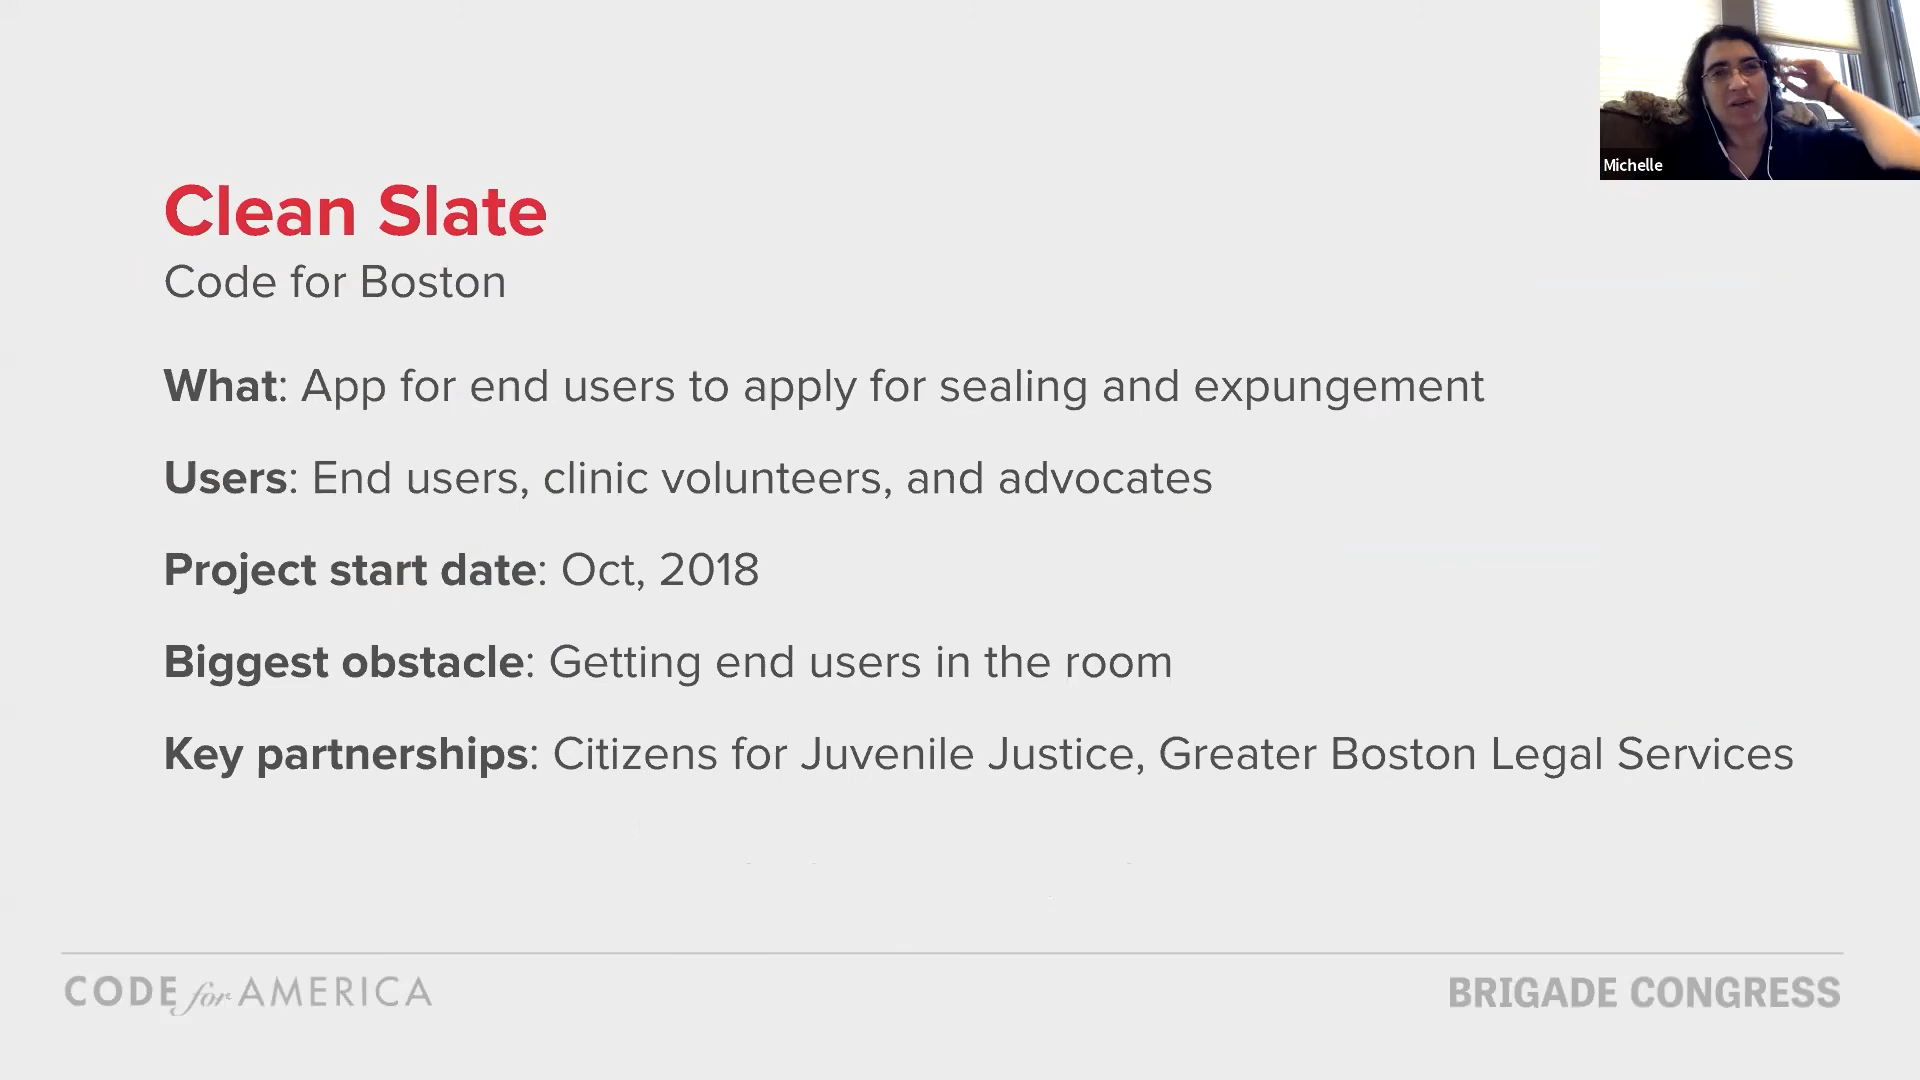 Michelle
Clean Slate
Code for Boston
What: App for end users to apply for sealing and expungement
Users: End users, clinic volunteers, and advocates
Project start date: Oct, 2018
Biggest obstacle: Getting end users in the room
Key partnerships: Citizens for Juvenile Justice, Greater Boston Legal Services
CODE for AMERICA
BRIGADE CONGRESS